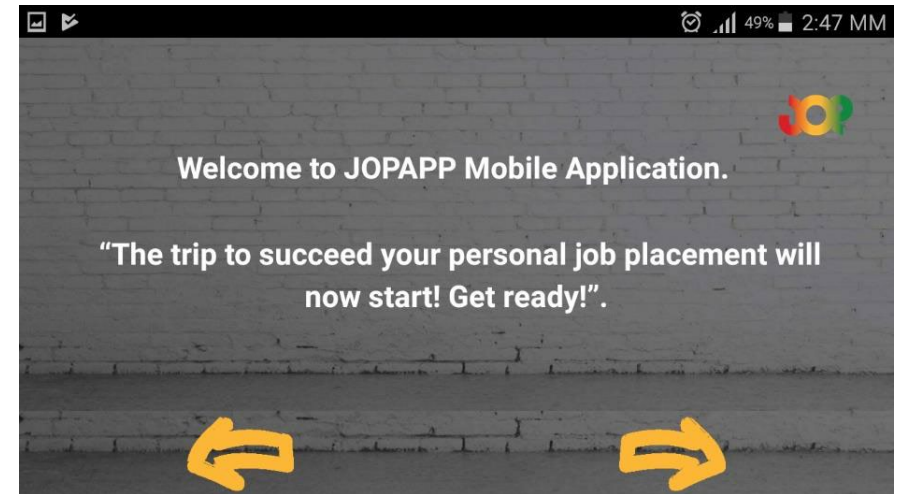 49% 2:47 MM
JOP
Welcome to JOPAPP Mobile Application.
“The trip to succeed your personal job placement will
now start! Get ready!”.